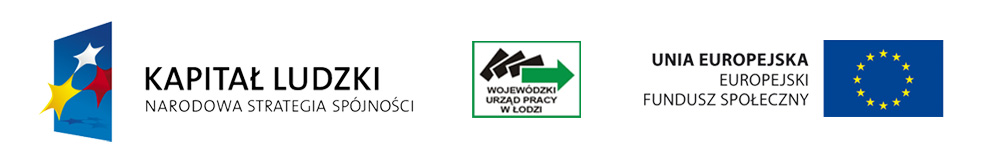 KAPITAŁ LUDZKI
NARODOWA STRATEGIA SPÓJNOŚCI
WOJEWÓDZKI
URZĄD PRACY
W ŁODZI
UNIA EUROPEJSKA
EUROPEJSKI
FUNDUSZ SPOŁECZNY